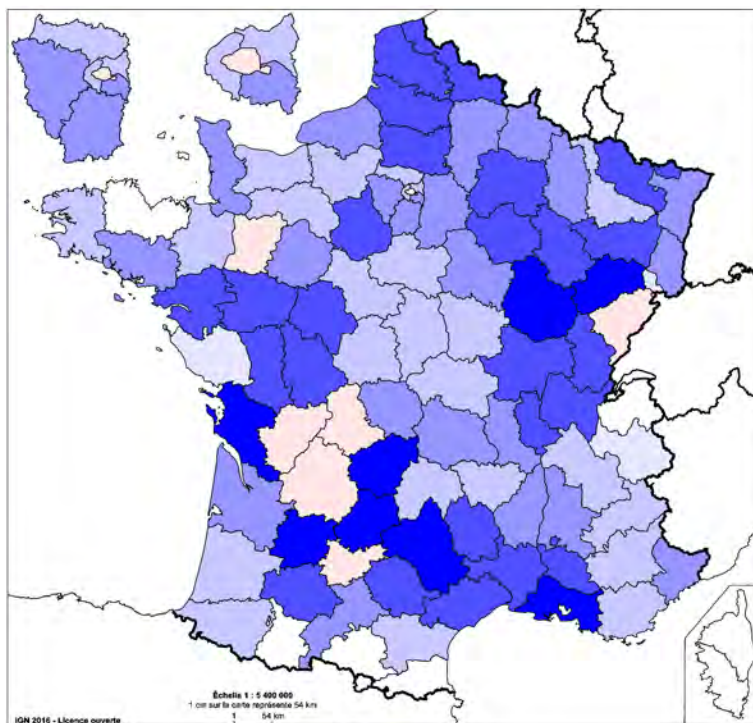 Échelle 1 : 5 400 000
1 cm sur la carte représente 54 km
1 54 km
IGN 2016 - Licence ouverte